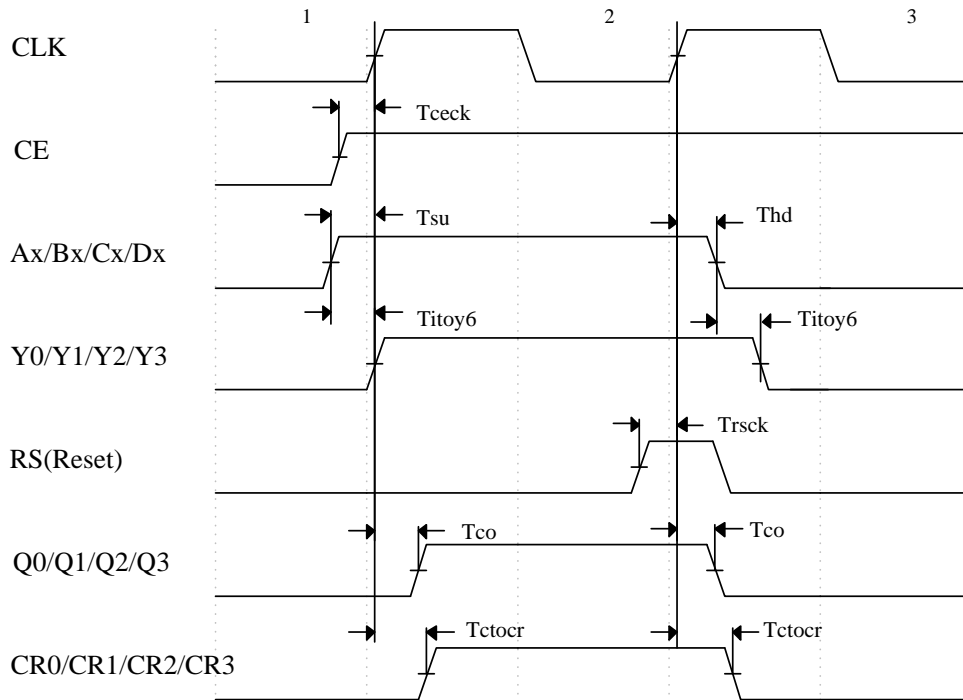 1 2 3
CLK
Tceck
CE
Tsu Thd
Ax/Bx/Cx/Dx
Titoy6 Titoy6
Y0/Y1/Y2/Y3
Trsck
RS(Reset)
Tco Tco
Q0/Q1/Q2/Q3
Tctocr Tctocr
CR0/CR1/CR2/CR3